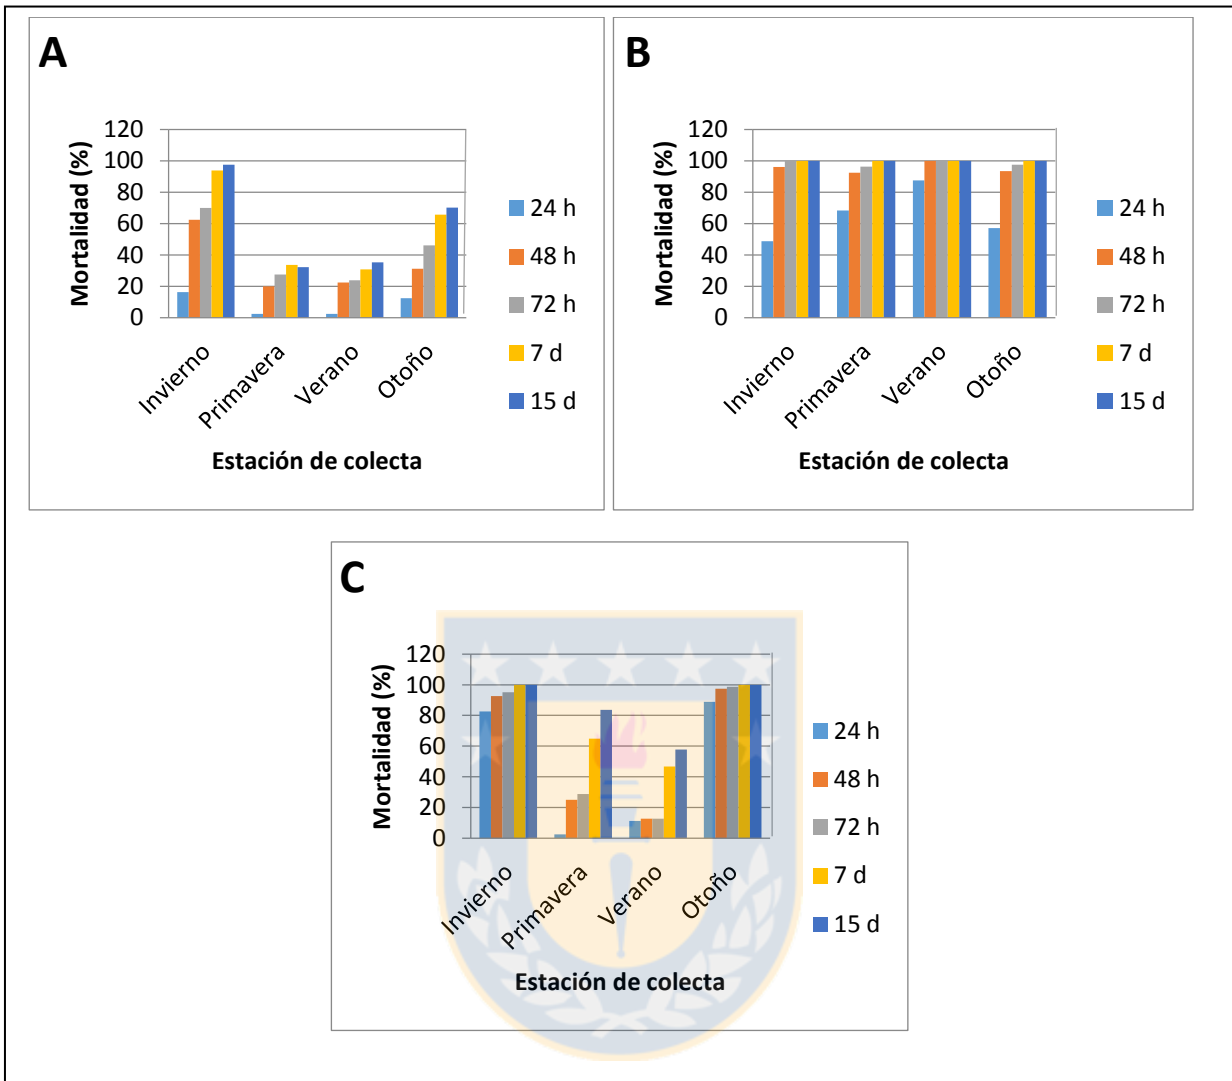 A
Mortalidad (%)
120
100
80
60
40
20
0
Invierno
Primavera
Verano
Otoño
Estación de colecta
24 h
48 h
72 h
7 d
15 d
B
Mortalidad (%)
120
100
80
60
40
20
0
Invierno
Primavera
Verano
Otoño
Estación de colecta
24 h
48 h
72 h
7 d
15 d
C
Mortalidad (%)
120
100
80
60
40
20
0
Invierno
Primavera
Verano
Otoño
Estación de colecta
24 h
48 h
72 h
7 d
15 d